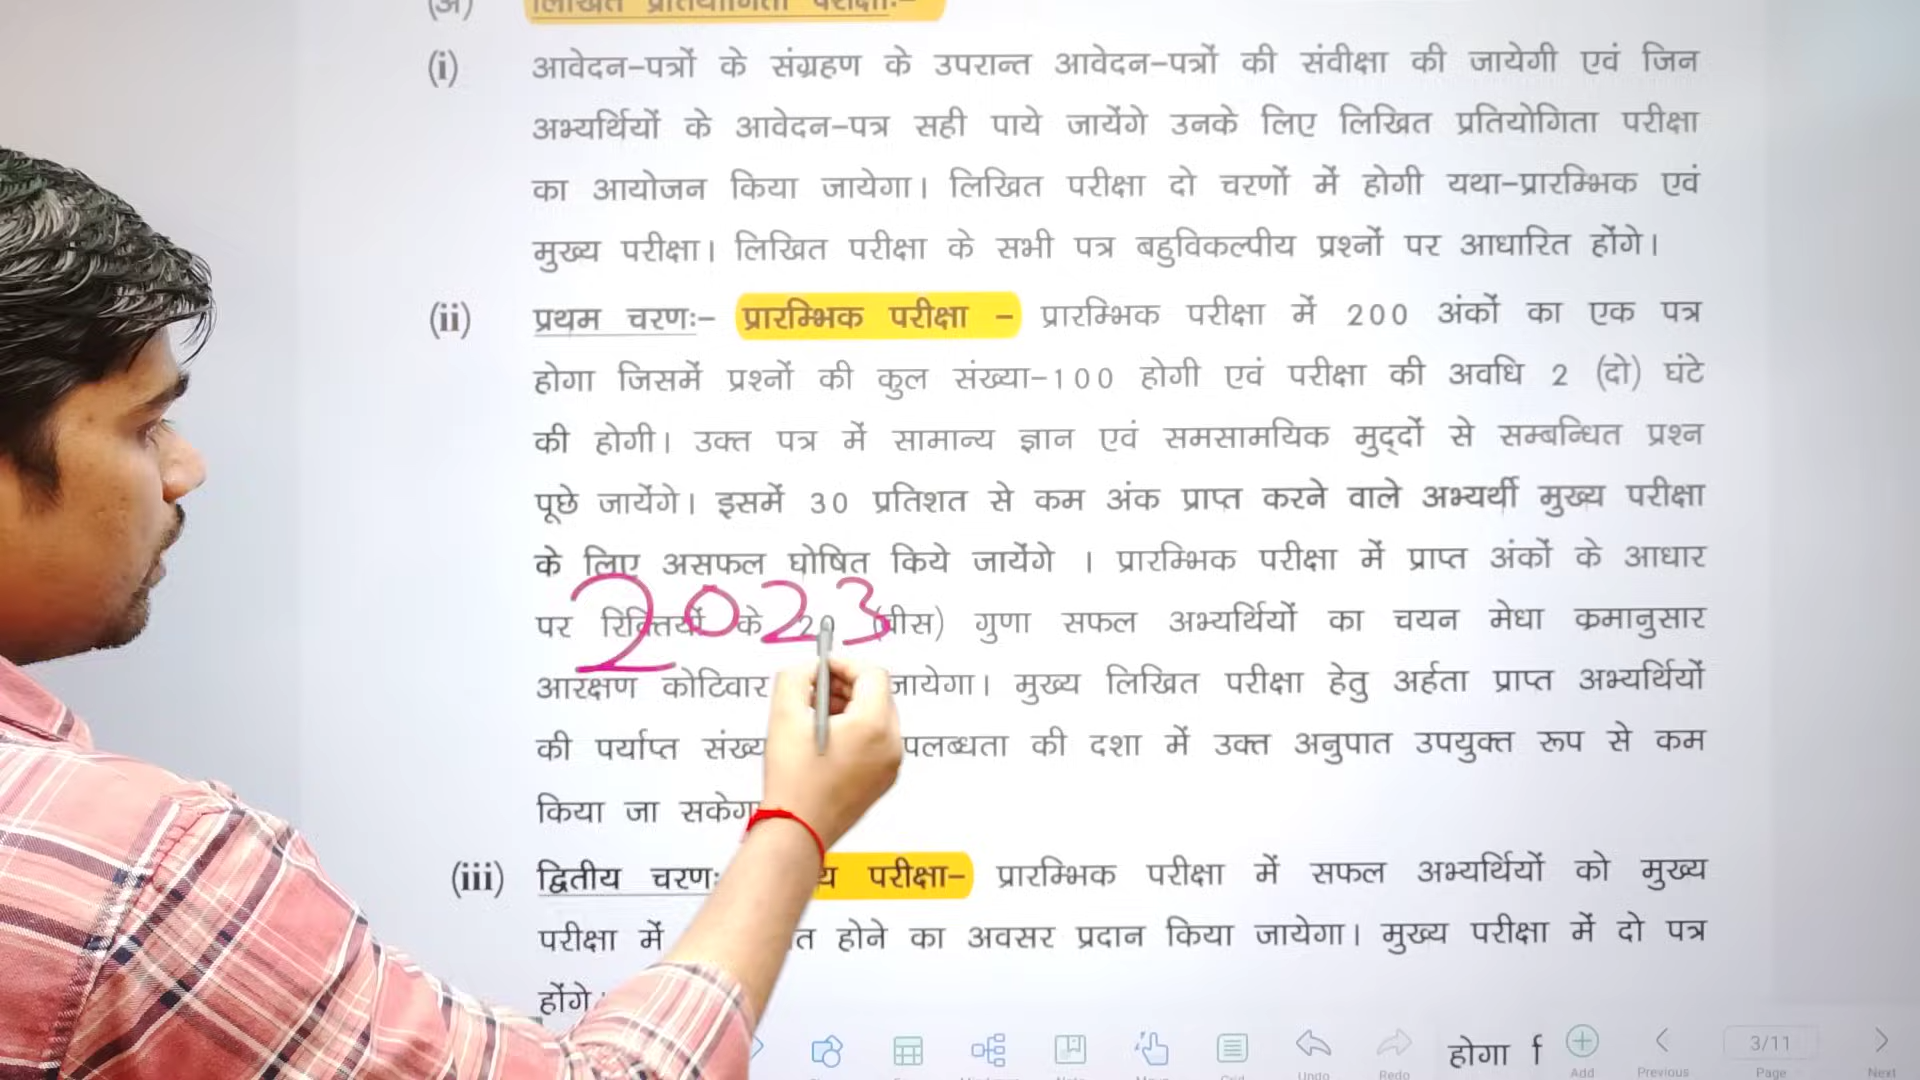 (अ) लिखित प्रतियोगिता परीक्षाः-
(i) आवेदन-पत्रों के संग्रहण के उपरान्त आवेदन-पत्रों की संवीक्षा की जायेगी एवं जिन
अभ्यर्थियों के आवेदन-पत्र सही पाये जायेंगे उनके लिए लिखित प्रतियोगिता परीक्षा
का आयोजन किया जायेगा। लिखित परीक्षा दो चरणों में होगी यथा-प्रारम्भिक एवं
मुख्य परीक्षा। लिखित परीक्षा के सभी पत्र बहुविकल्पीय प्रश्नों पर आधारित होंगे।
(ii) प्रथम चरणः- प्रारम्भिक परीक्षा - प्रारम्भिक परीक्षा में 200 अंकों का एक पत्र
होगा जिसमें प्रश्नों की कुल संख्या-100 होगी एवं परीक्षा की अवधि 2 (दो) घंटे
की होगी। उक्त पत्र में सामान्य ज्ञान एवं समसामयिक मुद्दों से सम्बन्धित प्रश्न
पूछे जायेंगे। इसमें 30 प्रतिशत से कम अंक प्राप्त करने वाले अभ्यर्थी मुख्य परीक्षा
के लिए असफल घोषित किये जायेंगे । प्रारम्भिक परीक्षा में प्राप्त अंकों के आधार
2023
पर रिक्तियों के 20 (बीस) गुणा सफल अभ्यर्थियों का चयन मेधा क्रमानुसार
आरक्षण कोटिवार जायेगा। मुख्य लिखित परीक्षा हेतु अर्हता प्राप्त अभ्यर्थियों
की पर्याप्त की दशा में उक्त अनुपात उपयुक्त रूप से कम
किया जा
(iii) द्वितीय चरणः परीक्षा- प्रारम्भिक परीक्षा में सफल अभ्यर्थियों को मुख्य
परीक्षा में होने का अवसर प्रदान किया जायेगा। मुख्य परीक्षा में दो पत्र
होंगे
होगा
Undo Redo Add Previous 3/11 Page Next